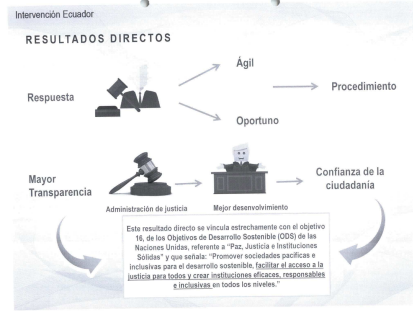 Intervención Ecuador
RESULTADOS DIRECTOS
Ágil
Respuesta
Procedimiento
Oportuno
Mayor
Transparencia
Confianza de la
ciudadanía
Administración de justicia
Mejor desenvolvimiento
Este resultado directo se vincula estrechamente con el objetivo
16, de los Objetivos de Desarrollo Sostenible (ODS) de las
Naciones Unidas, referente a "Paz, Justicia e Instituciones
Sólidas" y que señala: "Promover sociedades pacíficas e
inclusivas para el desarrollo sostenible, facilitar el acceso a la
justicia para todos y crear instituciones eficaces, responsables
e inclusivas en todos los niveles."